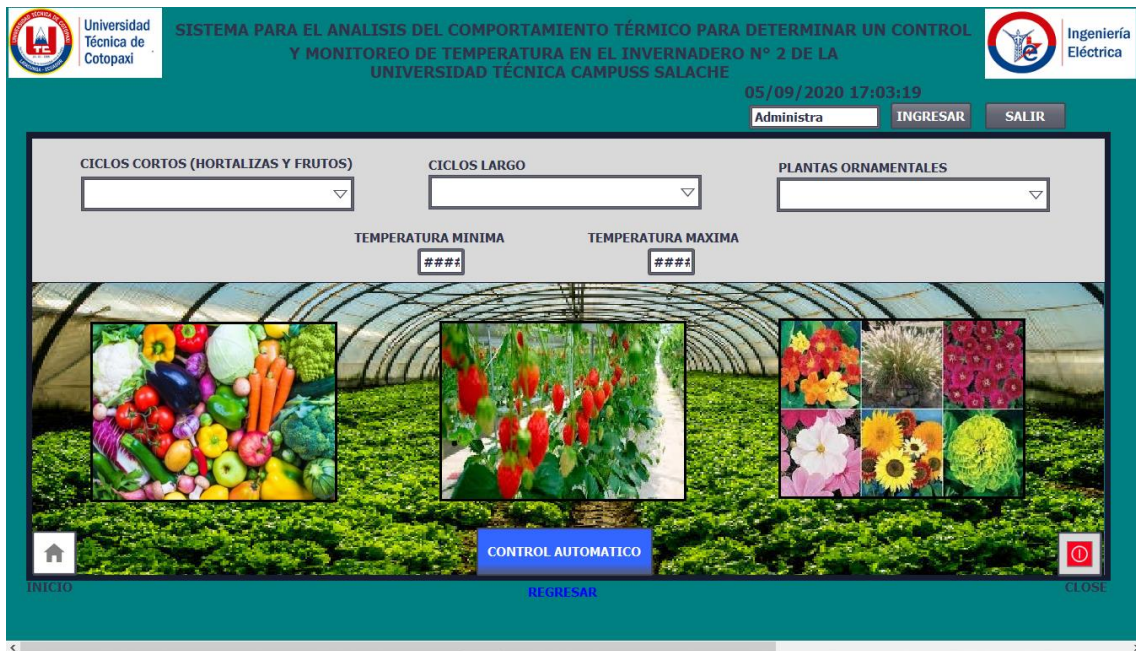 Universidad
Técnica de
Cotopaxi
SISTEMA PARA EL ANALISIS DEL COMPORTAMIENTO TÉRMICO PARA DETERMINAR UN CONTROL
Y MONITOREO DE TEMPERATURA EN EL INVERNADERO N° 2 DE LA
UNIVERSIDAD TÉCNICA CAMPUSS SALACHE
Ingeniería
Eléctrica
05/09/2020 17:03:19
Administra INGRESAR SALIR
CICLOS CORTOS (HORTALIZAS Y FRUTOS) CICLOS LARGO PLANTAS ORNAMENTALES
TEMPERATURA MINIMA TEMPERATURA MAXIMA
#### ####
CONTROL AUTOMATICO
INICIO REGRESAR CLOSE